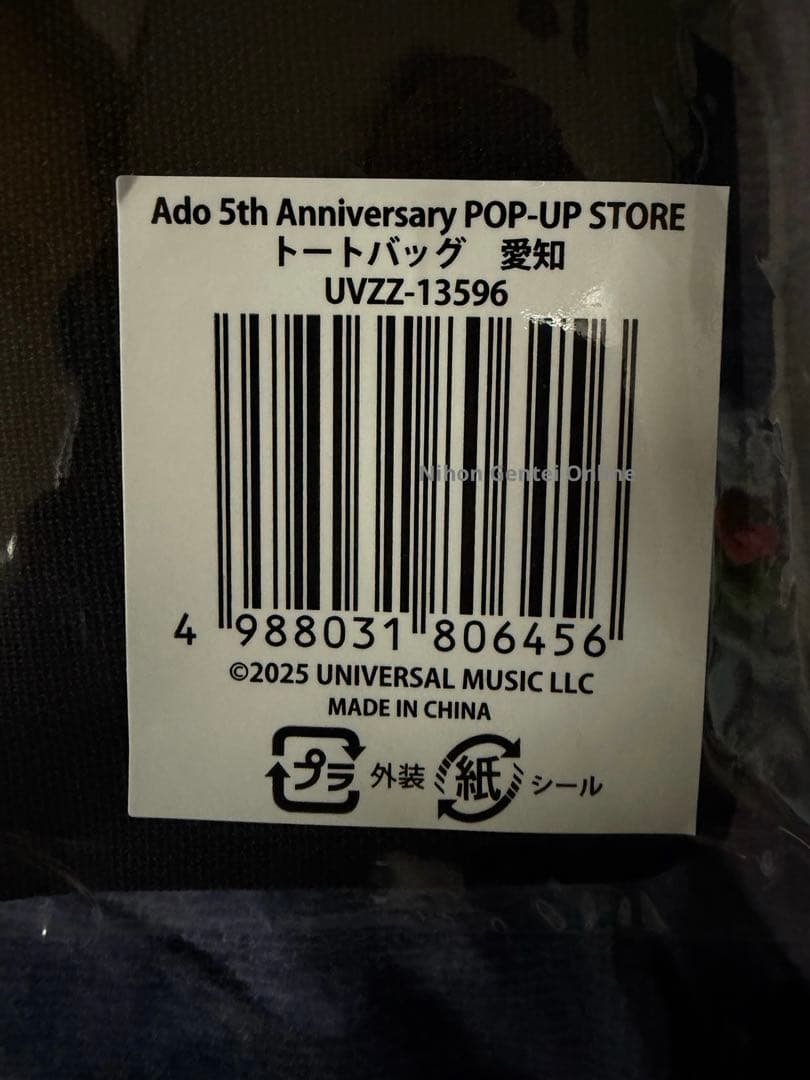 Ado 5th Anniversary POP-UP STORE
トートバッグ　愛知
UVZZ-13596
Nihon Gentei Online
4 988031 806456
©2025 UNIVERSAL MUSIC LLC
MADE IN CHINA
プラ 外装 紙 シール